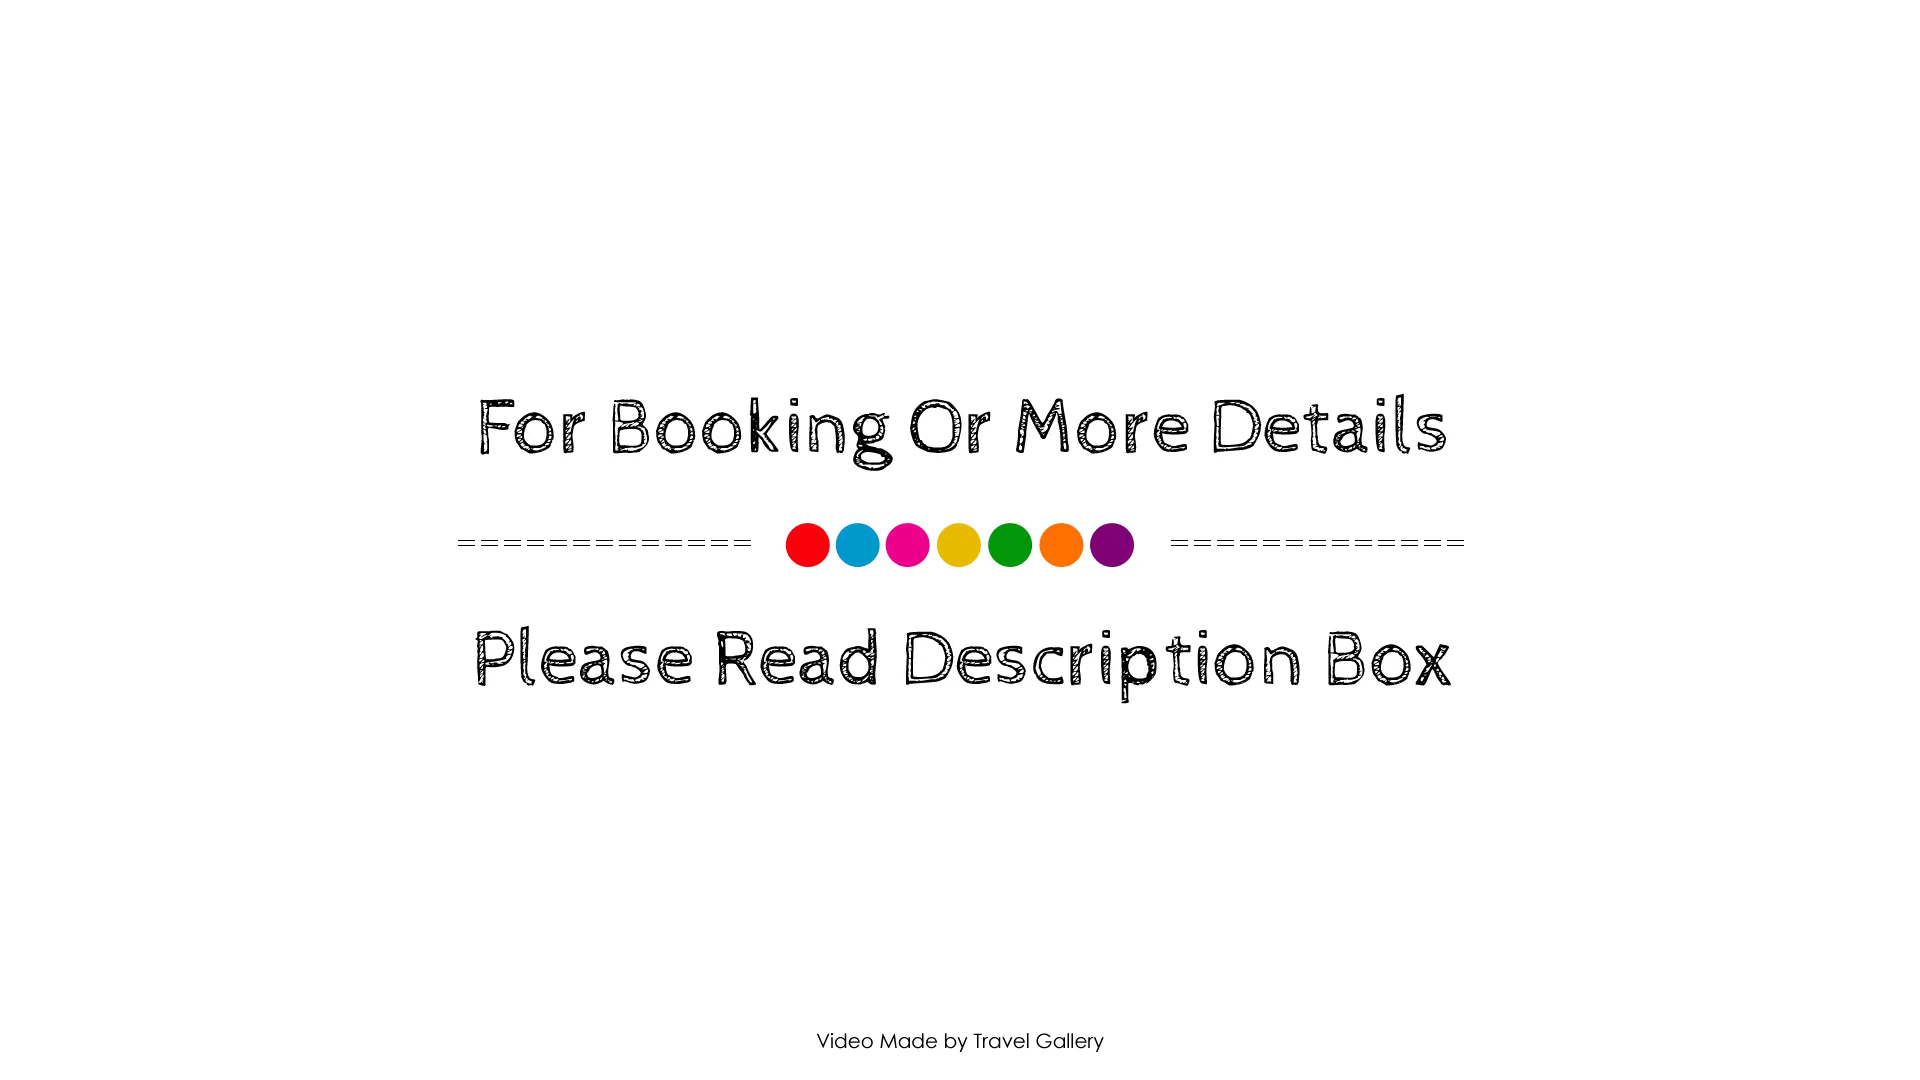 For Booking Or More Details
============= =============
Please Read Description Box
Video Made by Travel Gallery